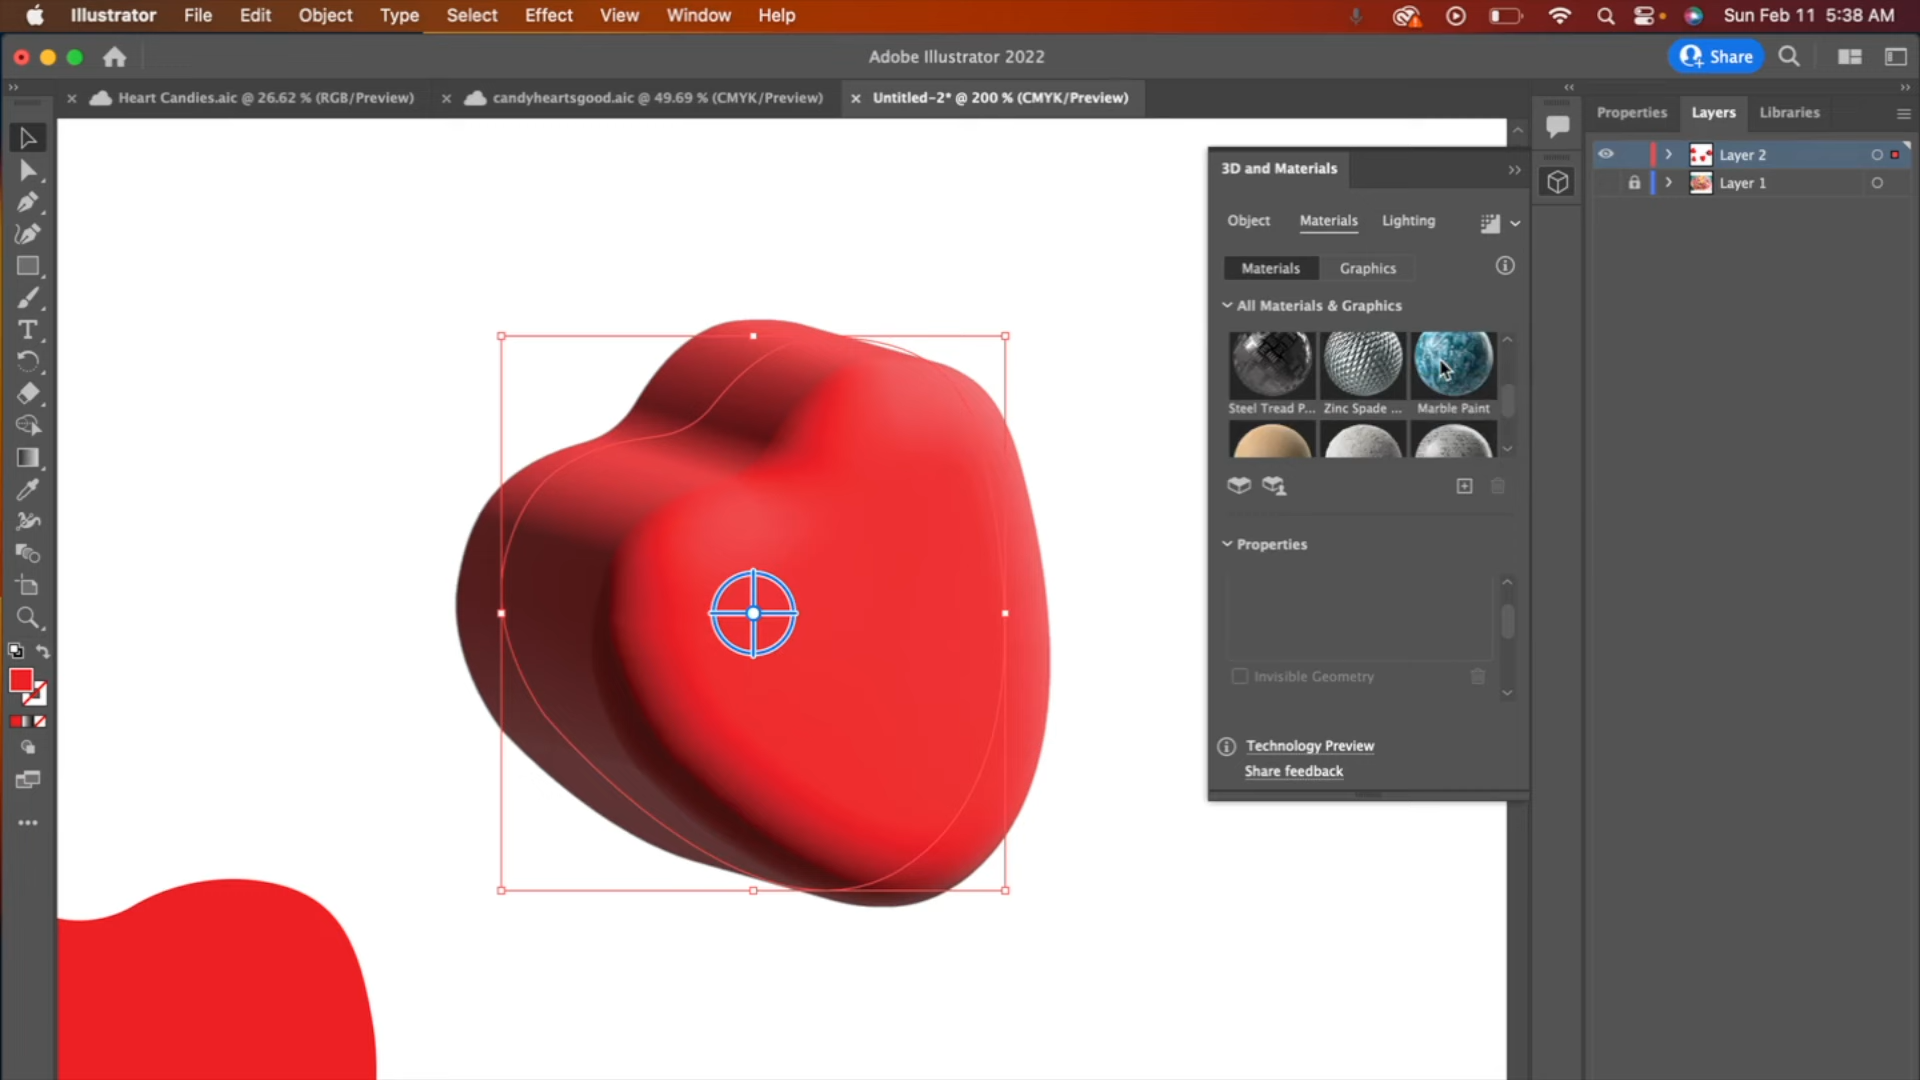 Illustrator File Edit Object Type Select Effect View Window Help Sun Feb 11 5:38 AM
Adobe Illustrator 2022 Share
Heart Candies.aic @ 26.62 % (RGB/Preview) candyheartsgood.aic @ 49.69 % (CMYK/Preview) Untitled-2* @ 200 % (CMYK/Preview)
Properties Layers Libraries
Layer 2
Layer 1
3D and Materials
Object Materials Lighting
Materials Graphics
All Materials & Graphics
Steel Tread P... Zinc Spade ... Marble Paint
Properties
Invisible Geometry
Technology Preview
Share feedback